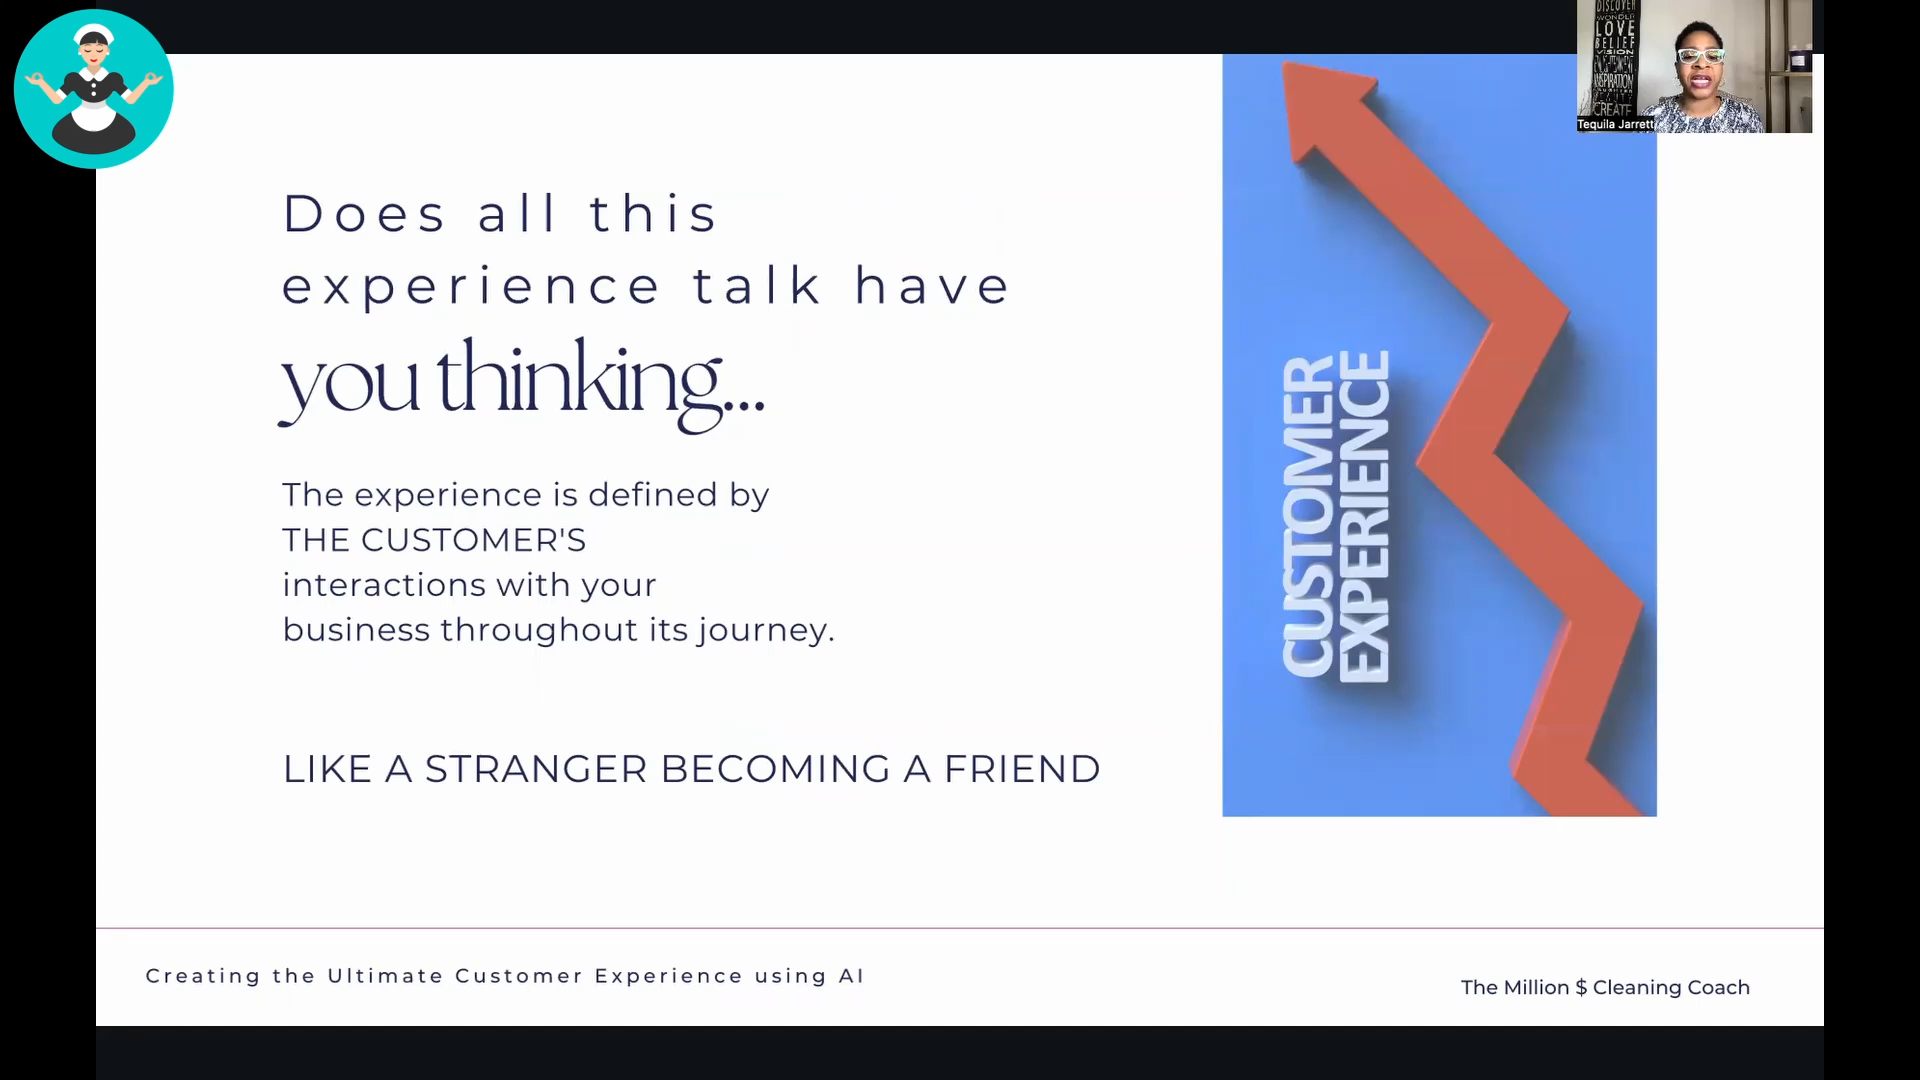 Does all this
experience talk have
you thinking...
The experience is defined by
THE CUSTOMER'S
interactions with your
business throughout its journey.
LIKE A STRANGER BECOMING A FRIEND
CUSTOMER
EXPERIENCE
DISCOVER
WONDER
LOVE
BELIEF
VISION
INSPIRATION
CREATE
Tequila Jarrett
Creating the Ultimate Customer Experience using AI
The Million $ Cleaning Coach